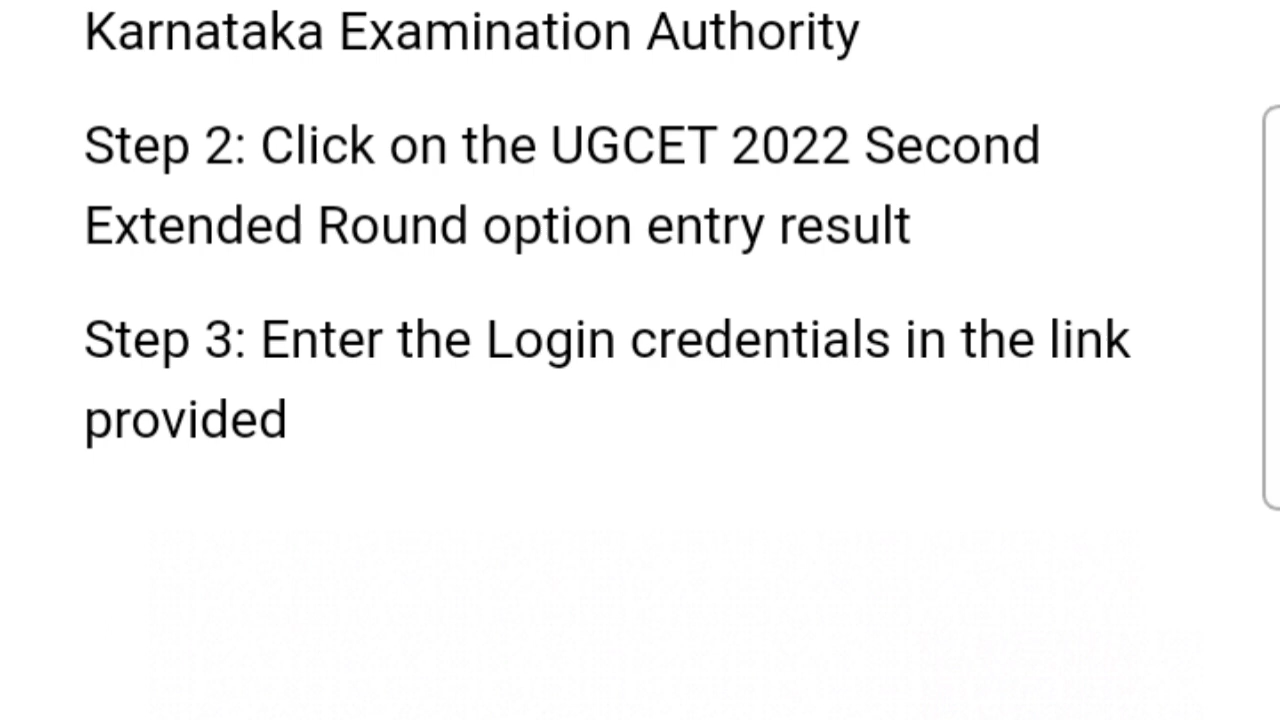 Karnataka Examination Authority
Step 2: Click on the UGCET 2022 Second
Extended Round option entry result
Step 3: Enter the Login credentials in the link
provided